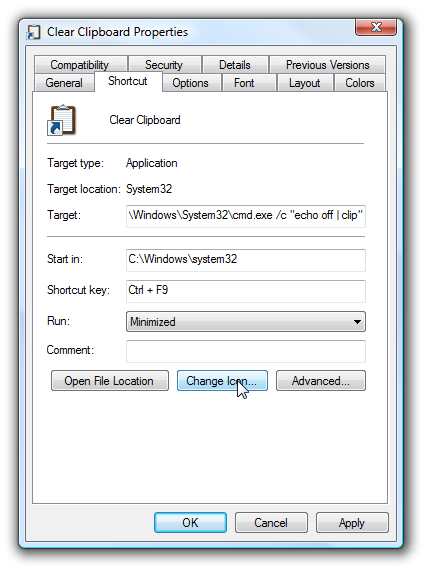 Clear Clipboard Properties
Compatibility Security Details Previous Versions
General Shortcut Options Font Layout Colors
Clear Clipboard
Target type: Application
Target location: System32
Target: \Windows\System32\cmd.exe /c "echo off | clip"
Start in: C:\Windows\system32
Shortcut key: Ctrl + F9
Run: Minimized
Comment:
Open File Location Change Icon... Advanced...
OK Cancel Apply